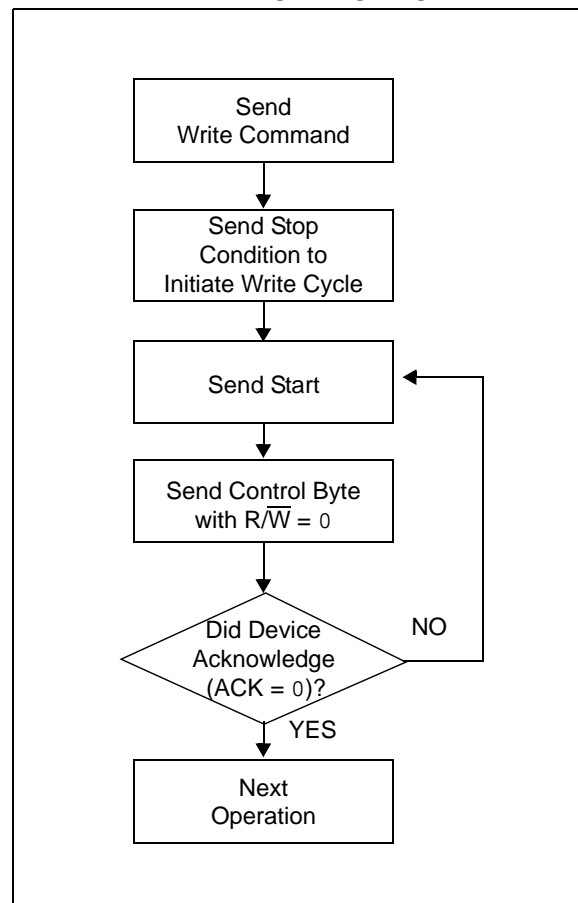 Send
Write Command
Send Stop
Condition to
Initiate Write Cycle
Send Start
Send Control Byte
with R/W̅ = 0
Did Device
Acknowledge
(ACK = 0)?
NO
YES
Next
Operation